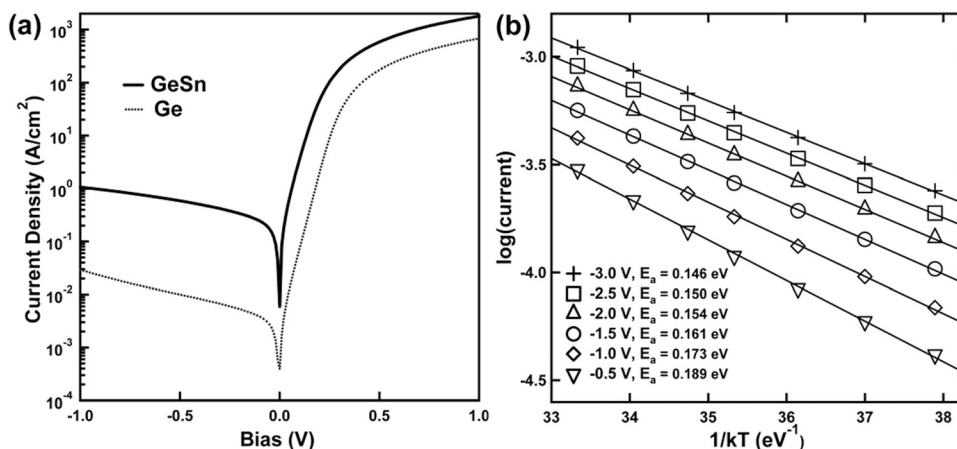 (a)
10^3
10^2
10^1
10^0
10^-1
10^-2
10^-3
10^-4
Current Density (A/cm^2)
GeSn
Ge
-1.0 -0.5 0.0 0.5 1.0
Bias (V)
(b)
-3.0
-3.5
-4.0
-4.5
log(current)
-3.0 V, E_a = 0.146 eV
-2.5 V, E_a = 0.150 eV
-2.0 V, E_a = 0.154 eV
-1.5 V, E_a = 0.161 eV
-1.0 V, E_a = 0.173 eV
-0.5 V, E_a = 0.189 eV
33 34 35 36 37 38
1/kT (eV^-1)